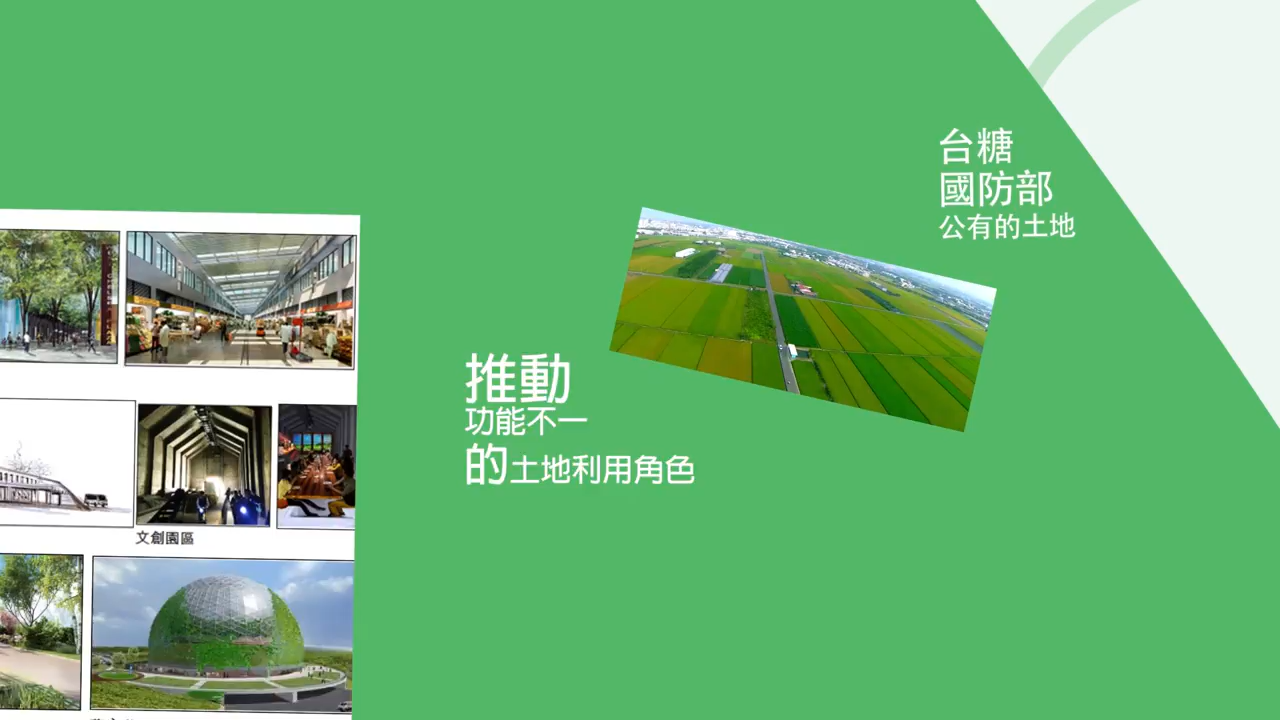 台糖
國防部
公有的土地
推動
功能不一
的土地利用角色
文創園區